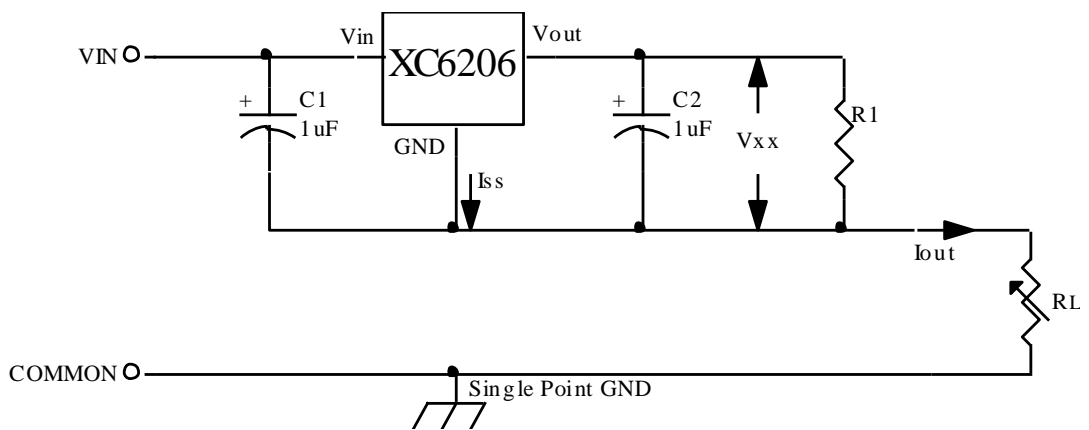 VIN
Vin
XC6206
Vout
+
C1
1uF
GND
Iss
+
C2
1uF
Vxx
R1
Iout
RL
COMMON
Single Point GND